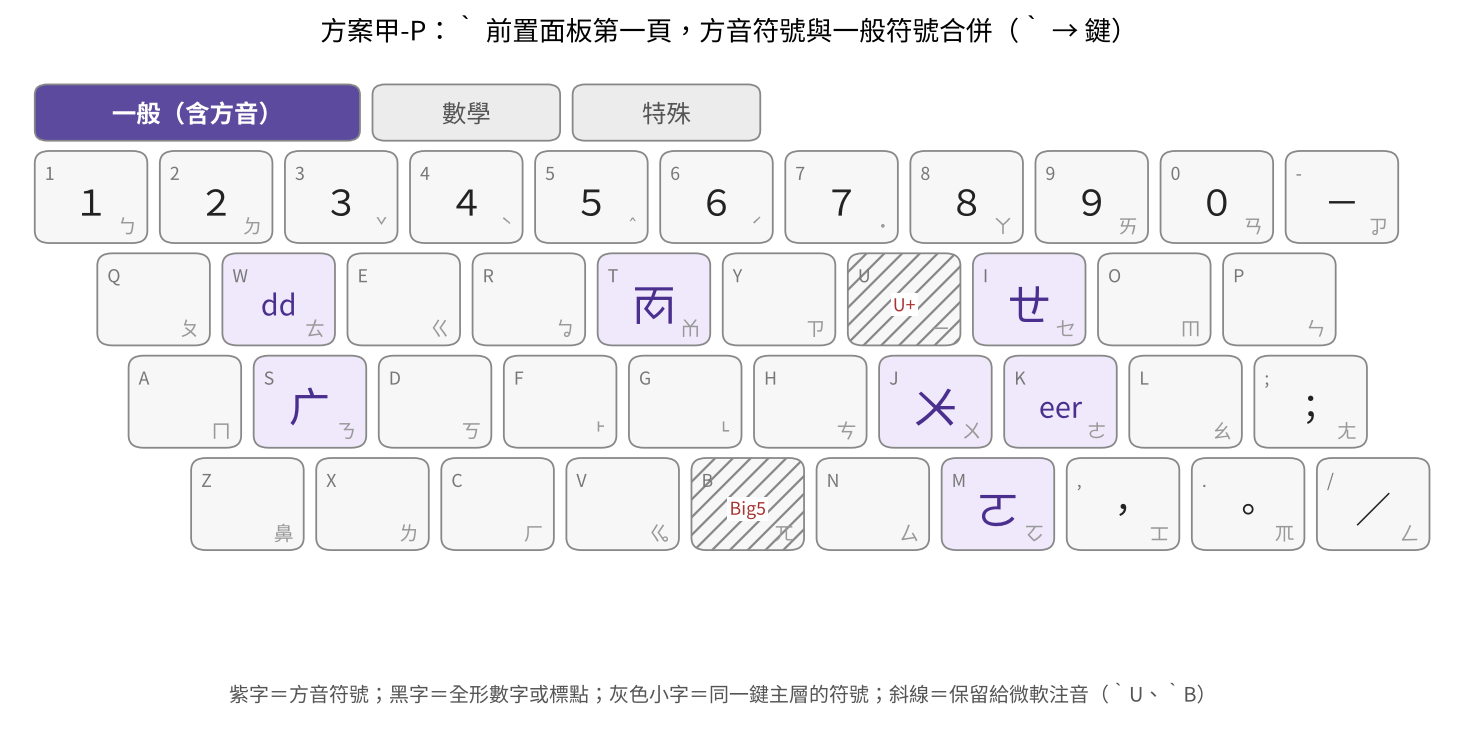 方案甲-P：ˋ 前置面板第一頁，方音符號與一般符號合併（ˋ → 鍵）
一般（含方音） 數學 特殊
1 １ ㄅ 2 ２ ㄉ 3 ３ ˇ 4 ４ ˋ 5 ５ ˆ 6 ６ ˊ 7 ７ ˙ 8 ８ ㄚ 9 ９ ㄞ 0 ０ ㄢ - － ㆡ
Q ㄆ W dd ㄊ E ㄍ R ㆠ T Y ㄗ U U+ ㄧ I ㄝ O ㆬ P ㄣ
A ㄇ S 广 ㄋ D ㄎ F G H ㄘ J ㄨ K eer ㄜ L ㄠ ; ； ㄤ
Z 鼻 X ㄌ C ㄏ V ㆣ B Big5 N ㄙ M , ， . 。 / ／ ㄥ
紫字＝方音符號；黑字＝全形數字或標點；灰色小字＝同一鍵主層的符號；斜線＝保留給微軟注音（ˋU、ˋB）